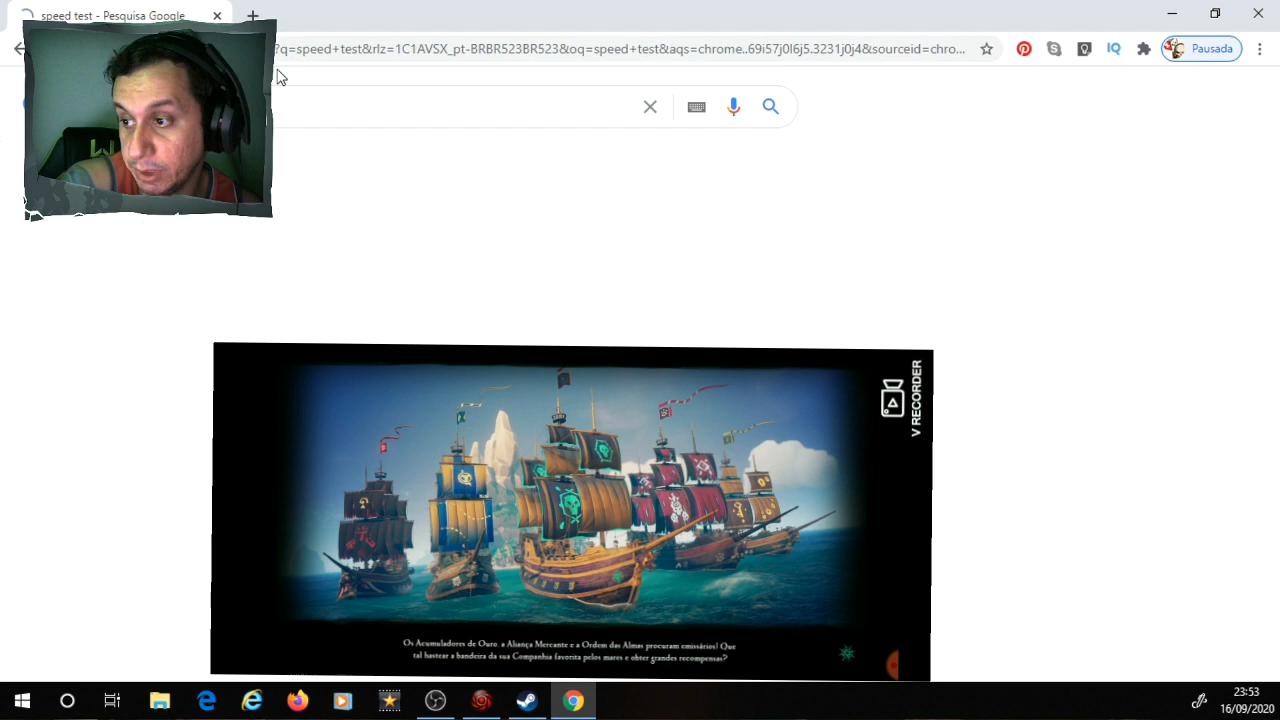 speed test - Pesquisa Google
?q=speed+test&rlz=1C1AVSX_pt-BRBR523BR523&oq=speed+test&aqs=chrome..69i57j0l6j5.3231j0j4&sourceid=chro...
IQ
Pausada
V RECORDER
Os Acumuladores de Ouro, a Aliança Mercante e a Ordem das Almas procuram emissários! Que
tal hastear a bandeira da sua Companhia favorita pelos mares e obter grandes recompensas?
23:53
16/09/2020